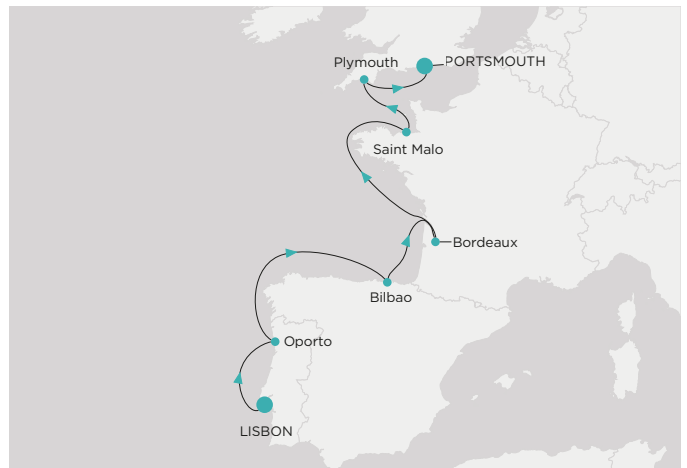 Plymouth
PORTSMOUTH
Saint Malo
Bordeaux
Bilbao
Oporto
LISBON